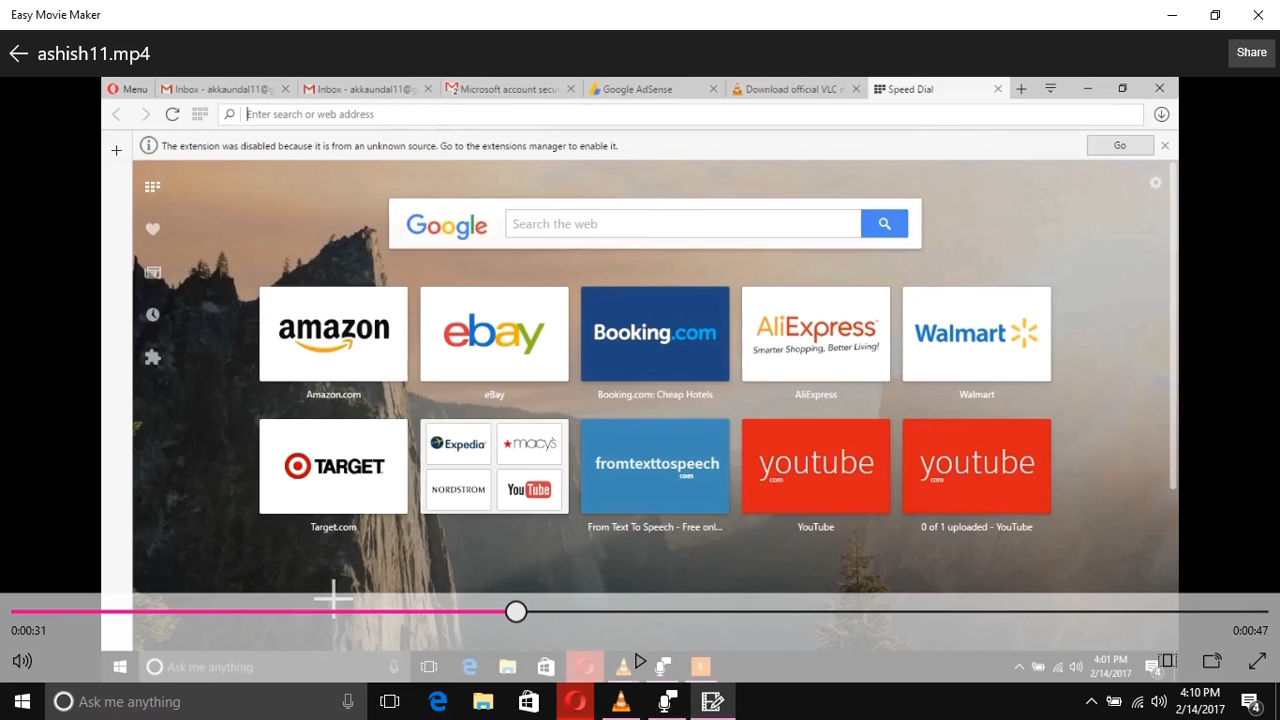 Easy Movie Maker
ashish11.mp4
Share
Menu
Inbox - akkaundal11@g
Inbox - akkaundal11@g
Microsoft account secu
Google AdSense
Download official VLC m
Speed Dial
Enter search or web address
The extension was disabled because it is from an unknown source. Go to the extensions manager to enable it.
Go
Google
Search the web
amazon
ebay
Booking.com
AliExpress
Smarter Shopping, Better Living!
Walmart
Amazon.com
eBay
Booking.com: Cheap Hotels
AliExpress
Walmart
TARGET
Expedia
macy's
NORDSTROM
YouTube
fromtexttospeech
com
youtube
com
youtube
com
Target.com
From Text To Speech - Free onl...
YouTube
0 of 1 uploaded - YouTube
0:00:31
0:00:47
Ask me anything
4:01 PM
2/14/2017
4
Ask me anything
4:10 PM
2/14/2017
4